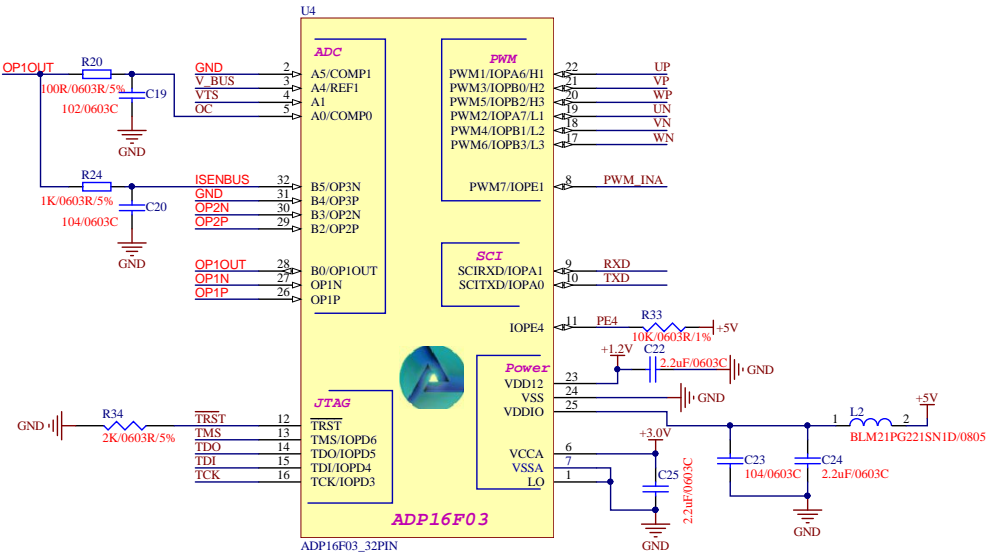 U4
ADC
PWM
OP1OUT
R20
100R/0603R/5%
C19
102/0603C
GND
GND 2 A5/COMP1
V_BUS 3 A4/REF1
VTS 4 A1
OC 5 A0/COMP0
PWM1/IOPA6/H1 22 UP
PWM3/IOPB0/H2 21 VP
PWM5/IOPB2/H3 20 WP
PWM2/IOPA7/L1 19 UN
PWM4/IOPB1/L2 18 VN
PWM6/IOPB3/L3 17 WN
R24
1K/0603R/5%
C20
104/0603C
GND
ISENBUS 32 B5/OP3N
GND 31 B4/OP3P
OP2N 30 B3/OP2N
OP2P 29 B2/OP2P
PWM7/IOPE1 8 PWM_INA
OP1OUT 28 B0/OP1OUT
OP1N 27 OP1N
OP1P 26 OP1P
SCI
SCIRXD/IOPA1 9 RXD
SCITXD/IOPA0 10 TXD
IOPE4 11 PE4
R33
10K/0603R/1%
+5V
Power
+1.2V
C22
2.2uF/0603C
GND
VDD12 23
VSS 24 GND
VDDIO 25
+5V
1 L2 2
BLM21PG221SN1D/0805
C23
104/0603C
C24
2.2uF/0603C
GND
JTAG
GND
R34
2K/0603R/5%
TRST 12 TRST
TMS 13 TMS/IOPD6
TDO 14 TDO/IOPD5
TDI 15 TDI/IOPD4
TCK 16 TCK/IOPD3
+3.0V
VCCA 6
VSSA 7
LO 1
C25
2.2uF/0603C
GND
ADP16F03
ADP16F03_32PIN